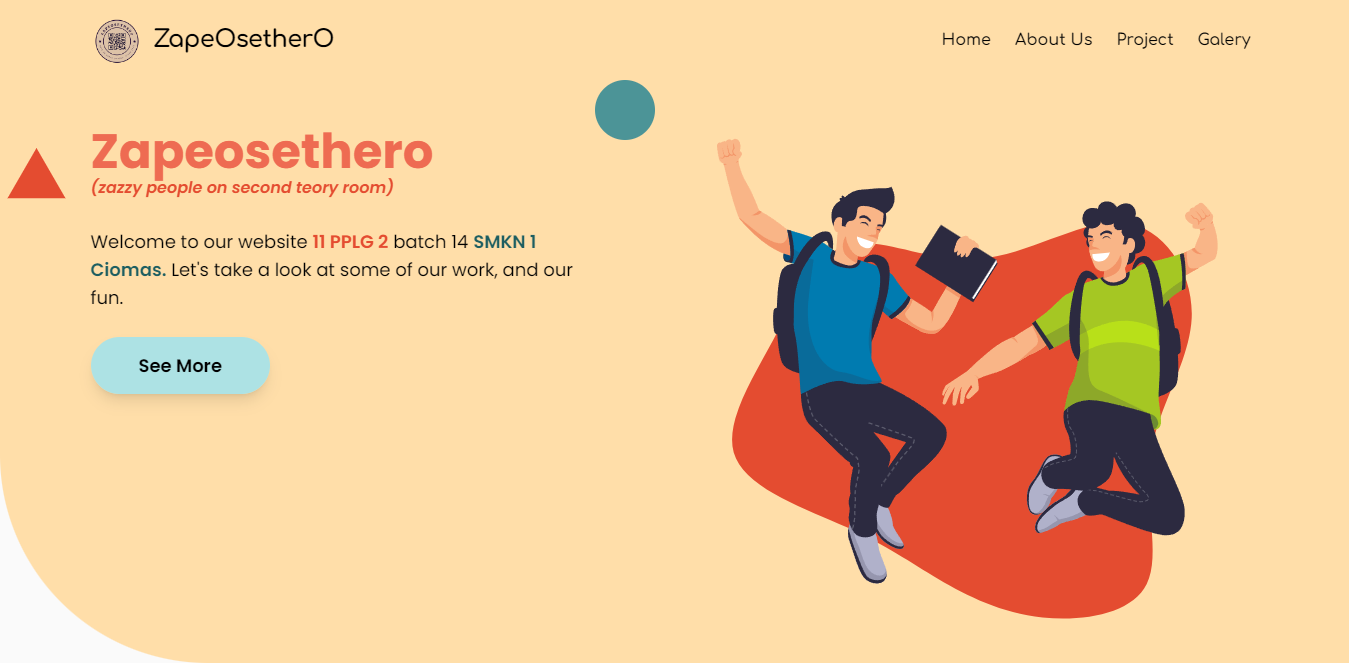 ZapeOsetherO
Home
About Us
Project
Galery
Zapeosethero
(zazzy people on second teory room)
Welcome to our website 11 PPLG 2 batch 14 SMKN 1
Ciomas. Let's take a look at some of our work, and our
fun.
See More